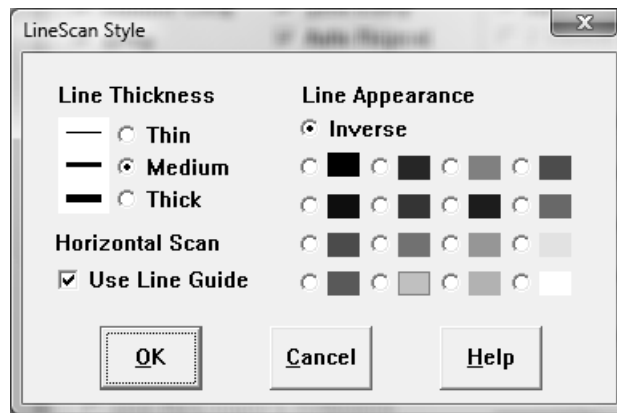 LineScan Style
Line Thickness
Thin
Medium
Thick
Horizontal Scan
Use Line Guide
Line Appearance
Inverse
OK
Cancel
Help